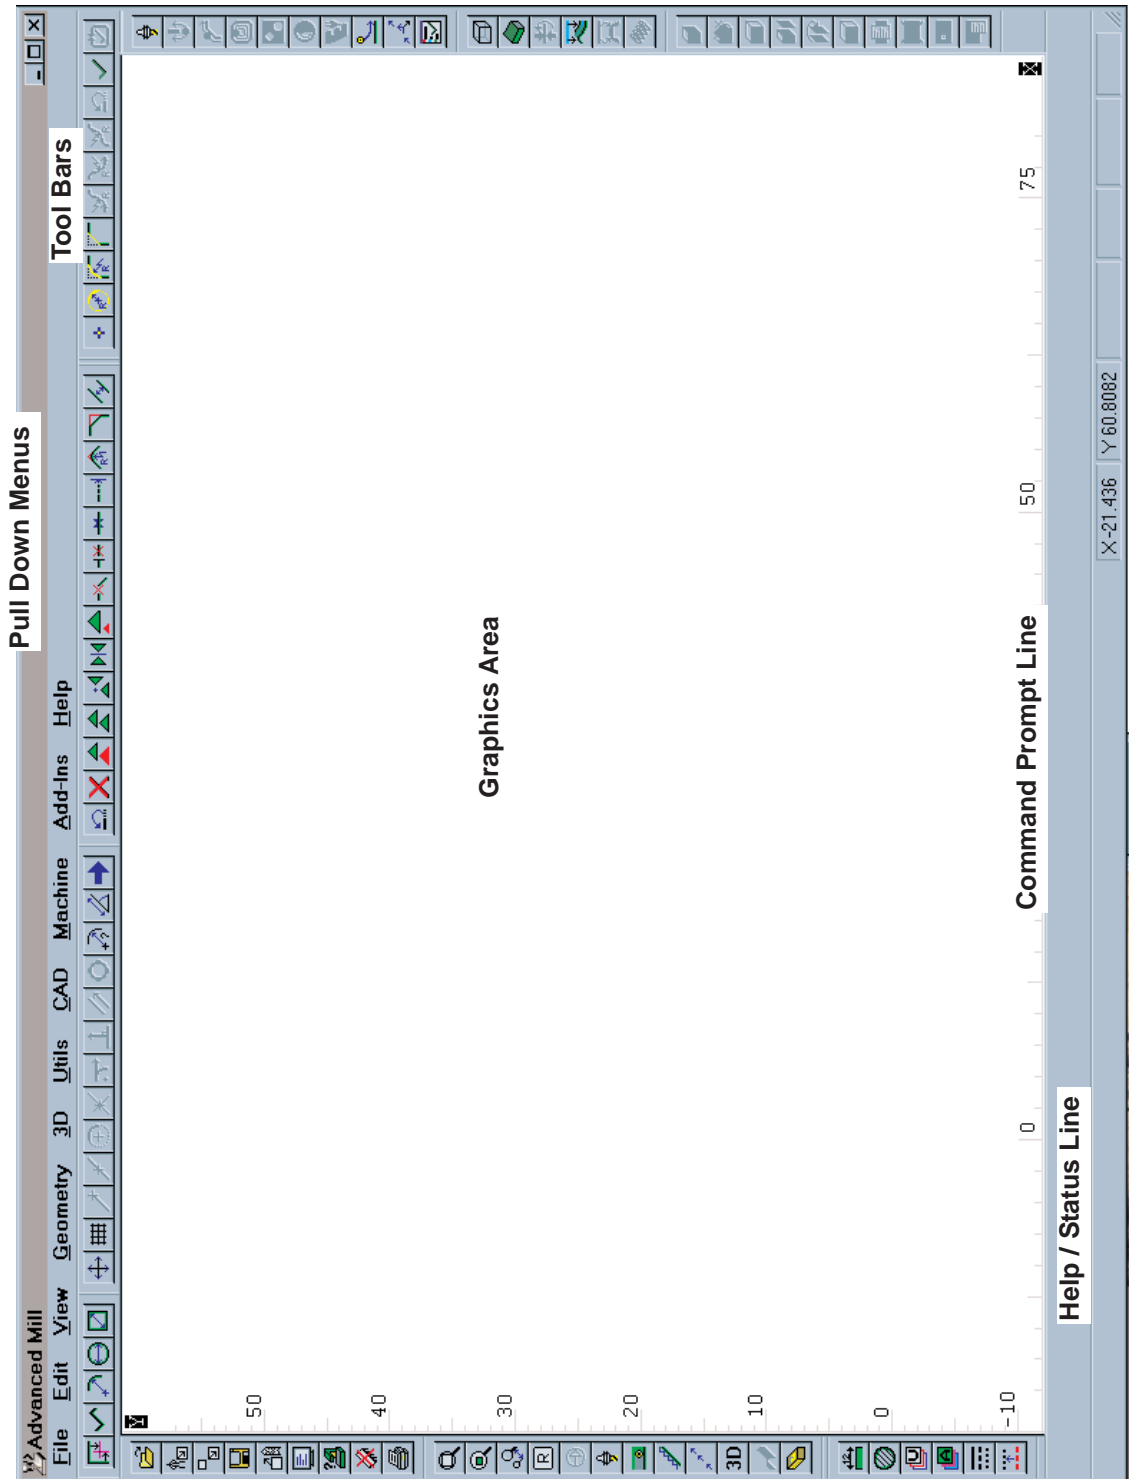 Pull Down Menus
Advanced Mill
File Edit View Geometry 3D Utils CAD Machine Add-Ins Help
Tool Bars
Y
50
40
30
20
10
0
-10
Graphics Area
R
3D
0 50 75
X
Command Prompt Line
Help / Status Line
X-21.436 Y 60.8082